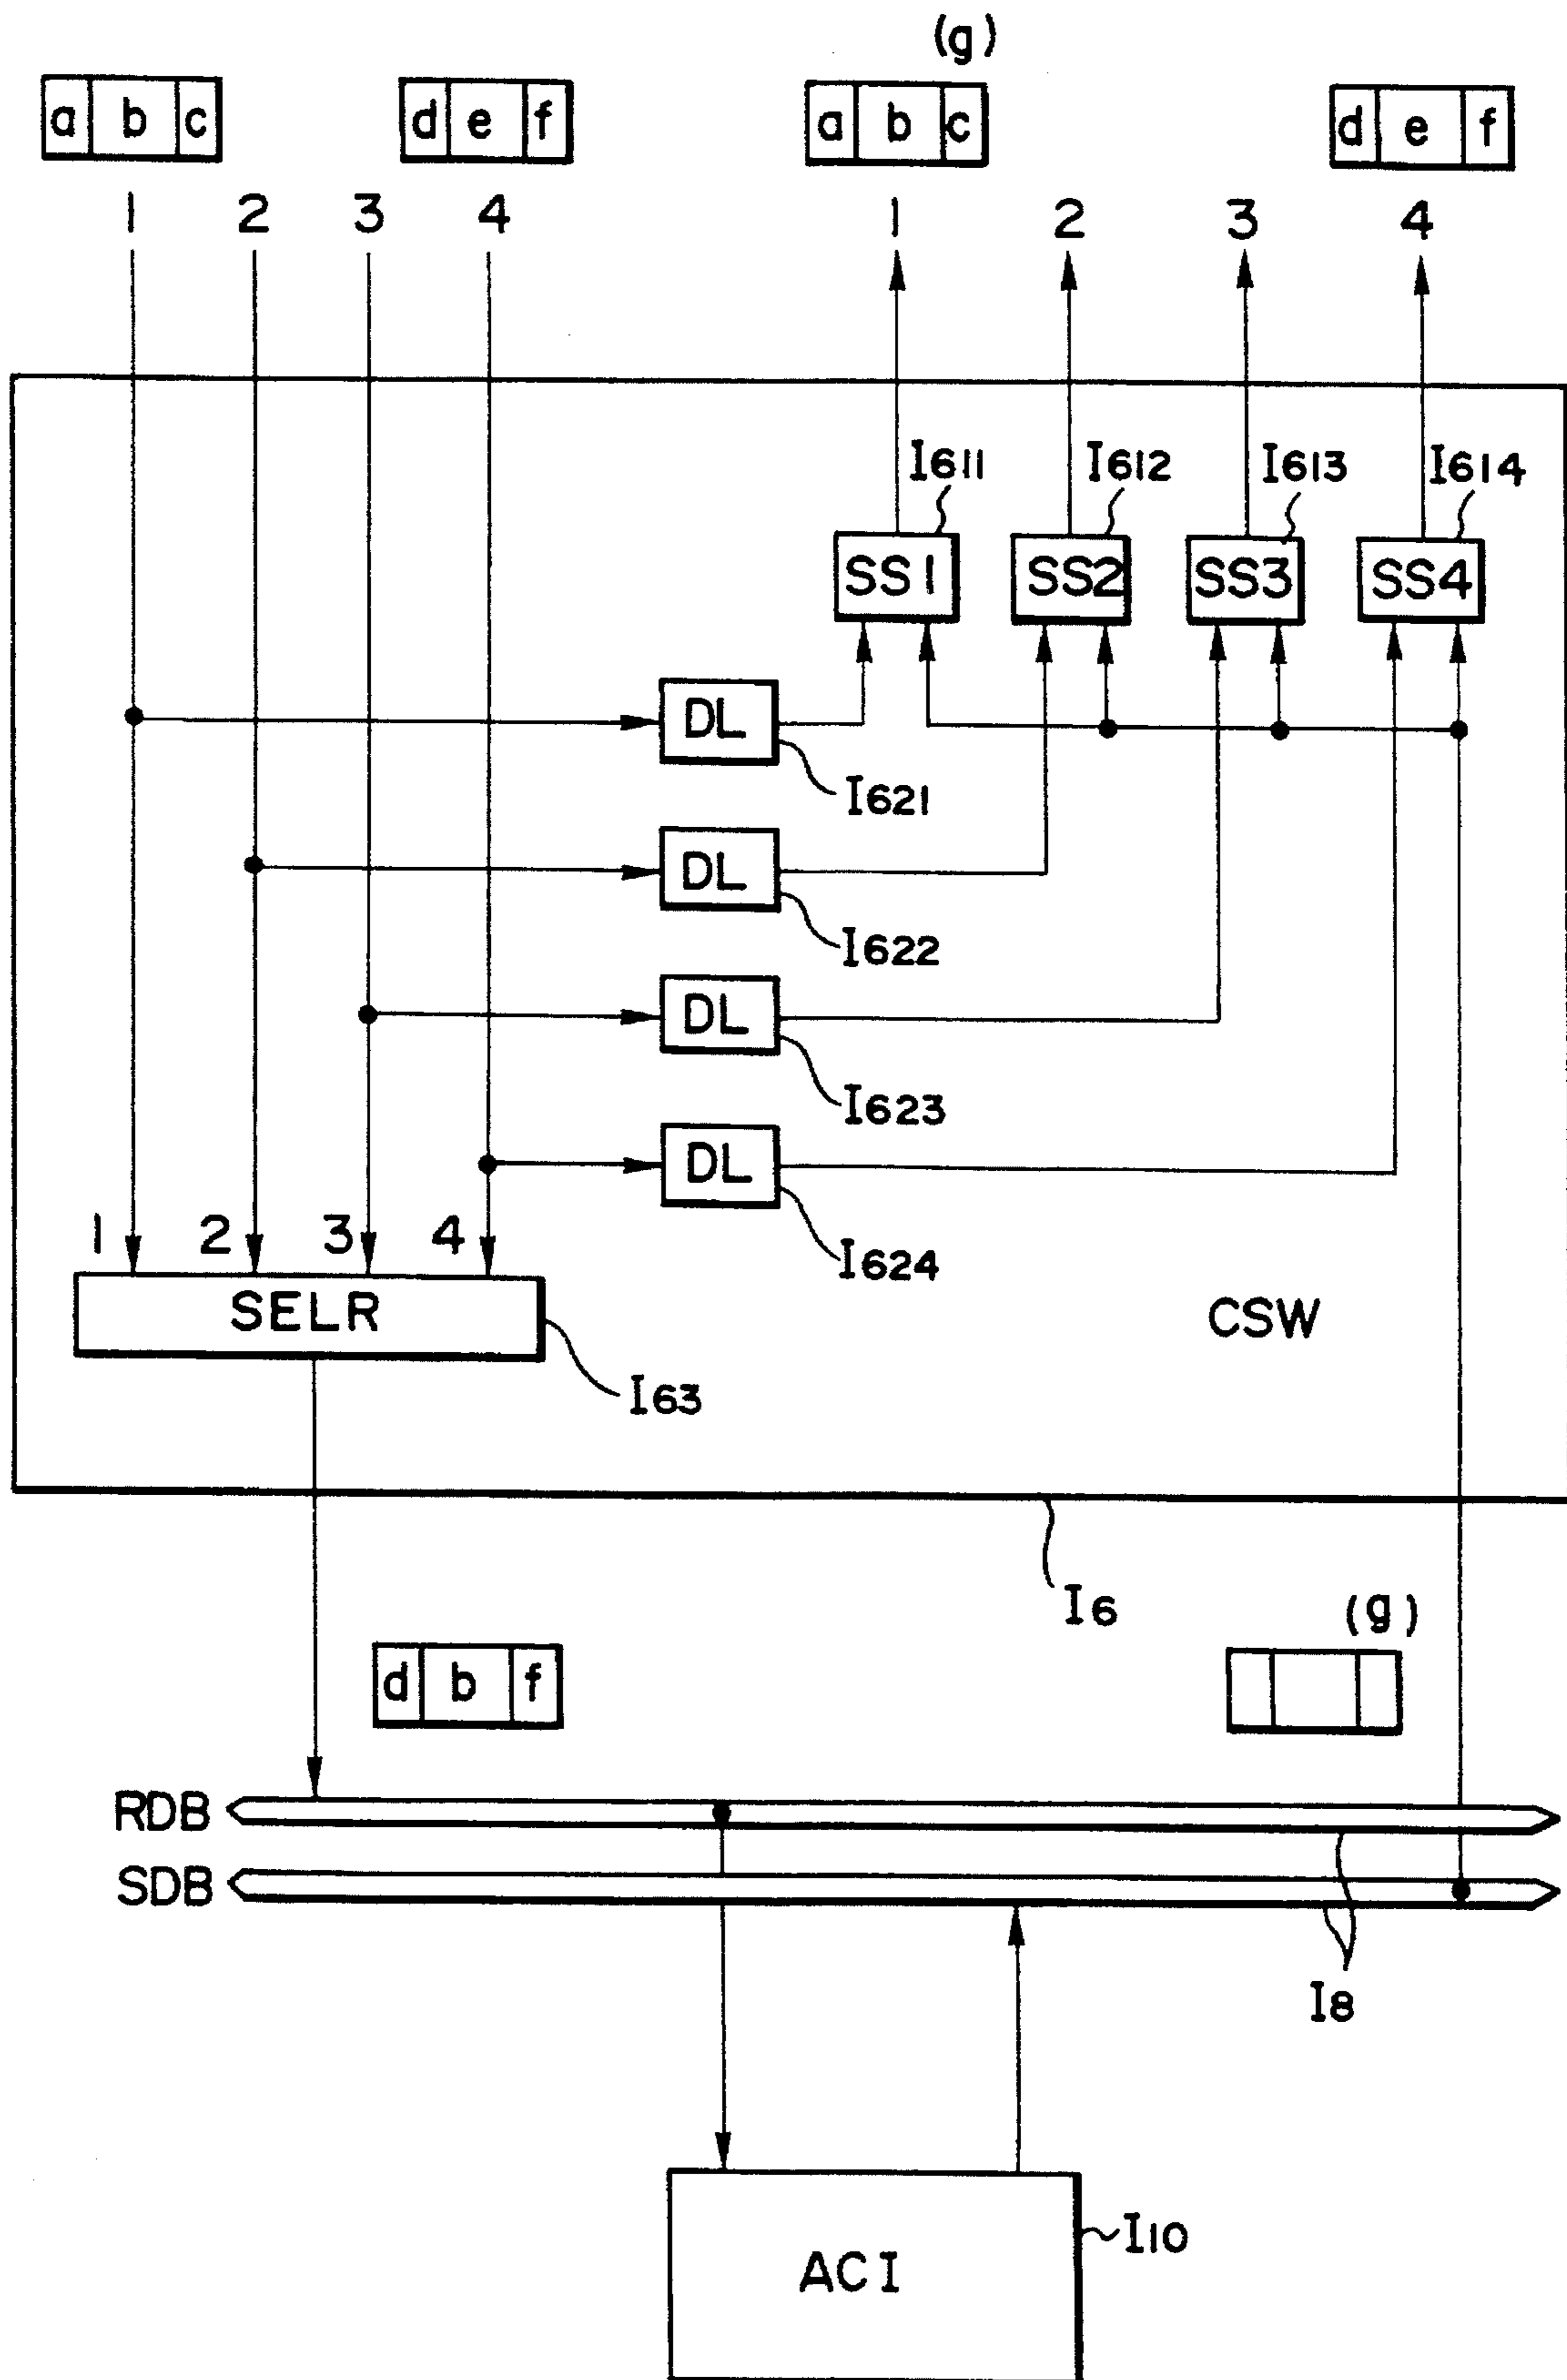 (g)
a b c
d e f
a b c
d e f
1 2 3 4
1 2 3 4
I611 I612 I613 I614
SS1 SS2 SS3 SS4
DL
I621
DL
I622
DL
I623
DL
I624
1 2 3 4
SELR
CSW
I63
I6
(g)
d b f
RDB
SDB
I8
I10
ACI